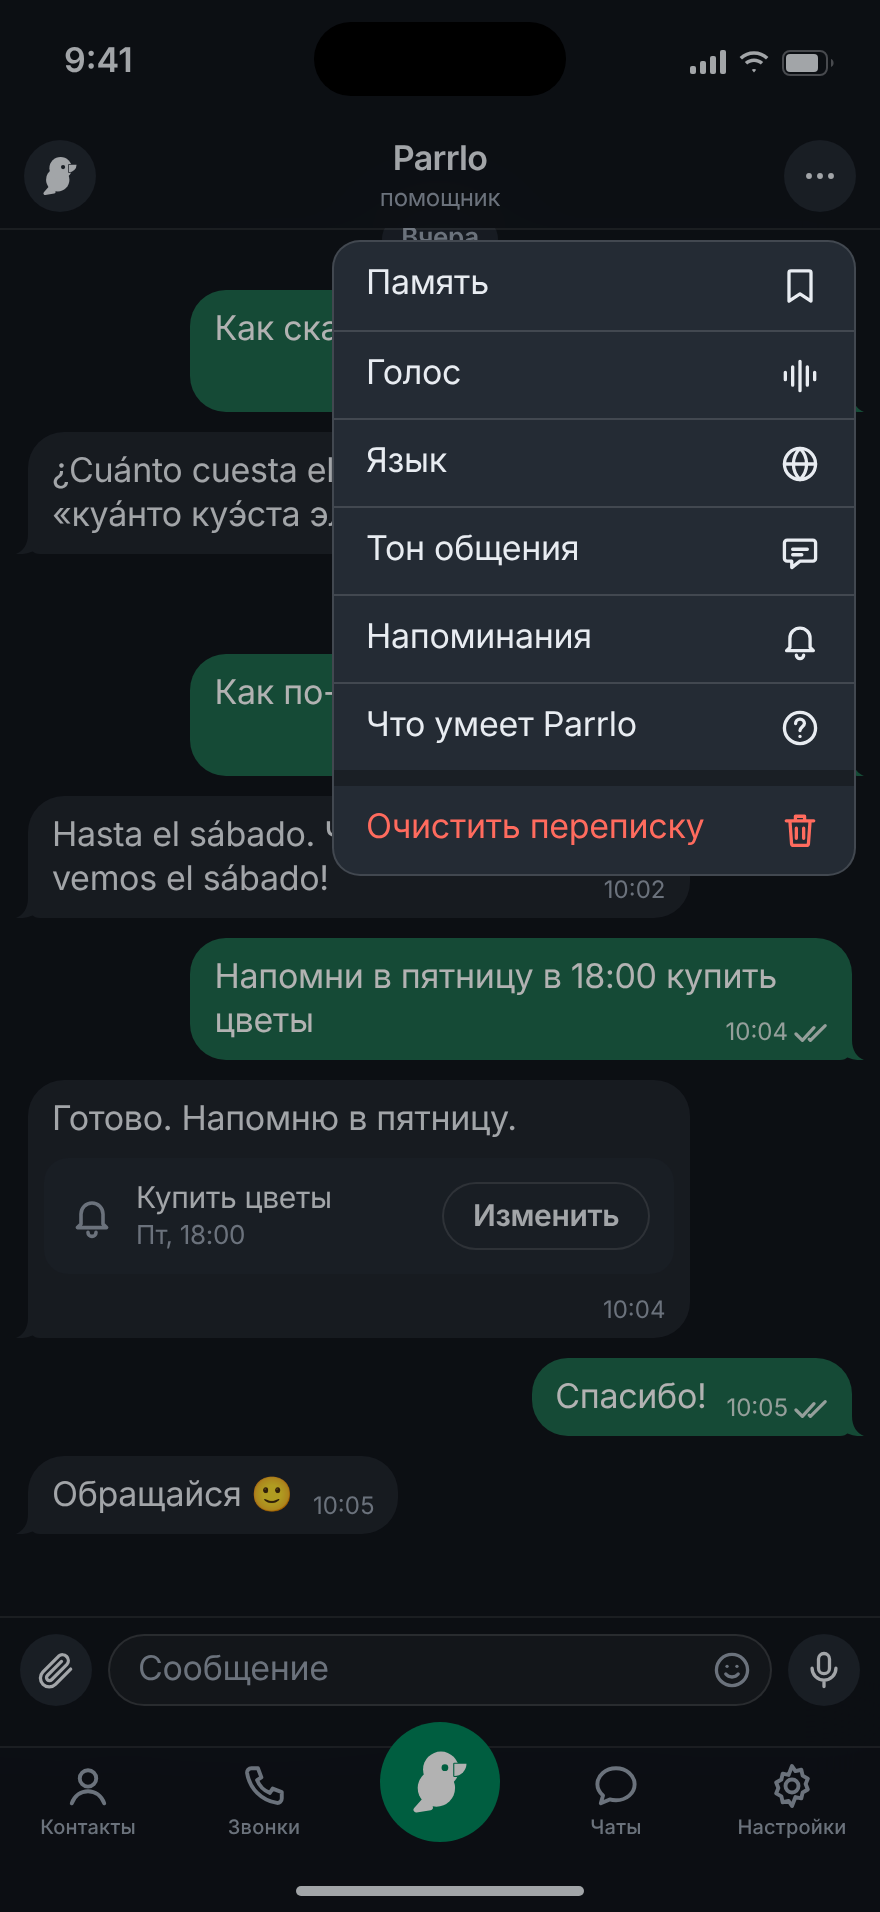 9:41
Parrlo
помощник
Вчера
Память
Как ска
Голос
¿Cuánto cuesta el
Язык
«куа́нто куэ́ста
Тон общения
Напоминания
Как по-
Что умеет Parrlo
Очистить переписку
Hasta el sábado.
vemos el sábado!
10:02
Напомни в пятницу в 18:00 купить
цветы
10:04
Готово. Напомню в пятницу.
Купить цветы
Пт, 18:00
Изменить
10:04
Спасибо! 10:05
Обращайся 🙂 10:05
Сообщение
Контакты Звонки Чаты Настройки